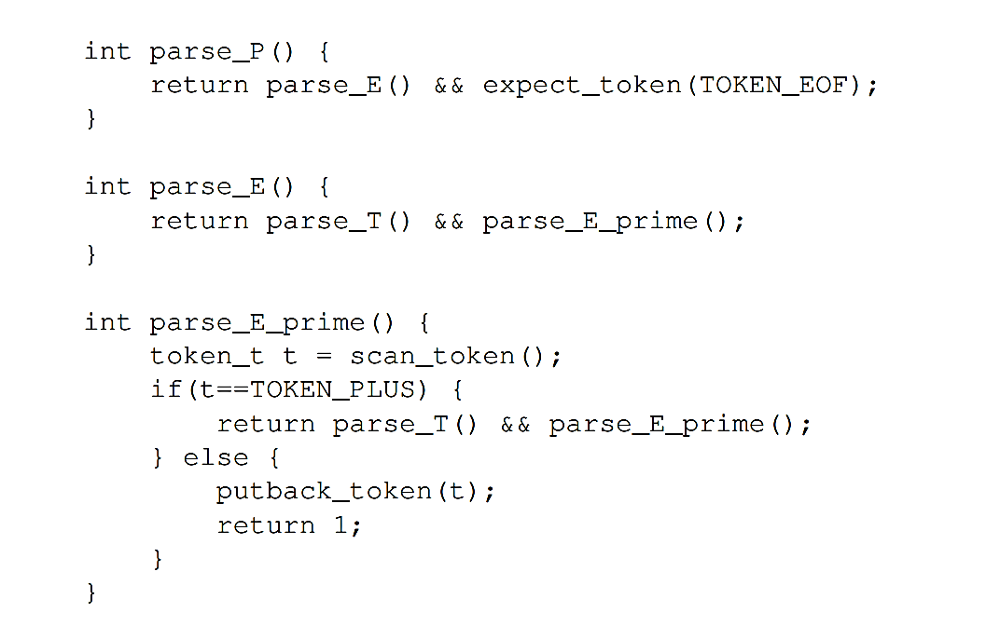 int parse_P() {
    return parse_E() && expect_token(TOKEN_EOF);
}

int parse_E() {
    return parse_T() && parse_E_prime();
}

int parse_E_prime() {
    token_t t = scan_token();
    if(t==TOKEN_PLUS) {
        return parse_T() && parse_E_prime();
    } else {
        putback_token(t);
        return 1;
    }
}